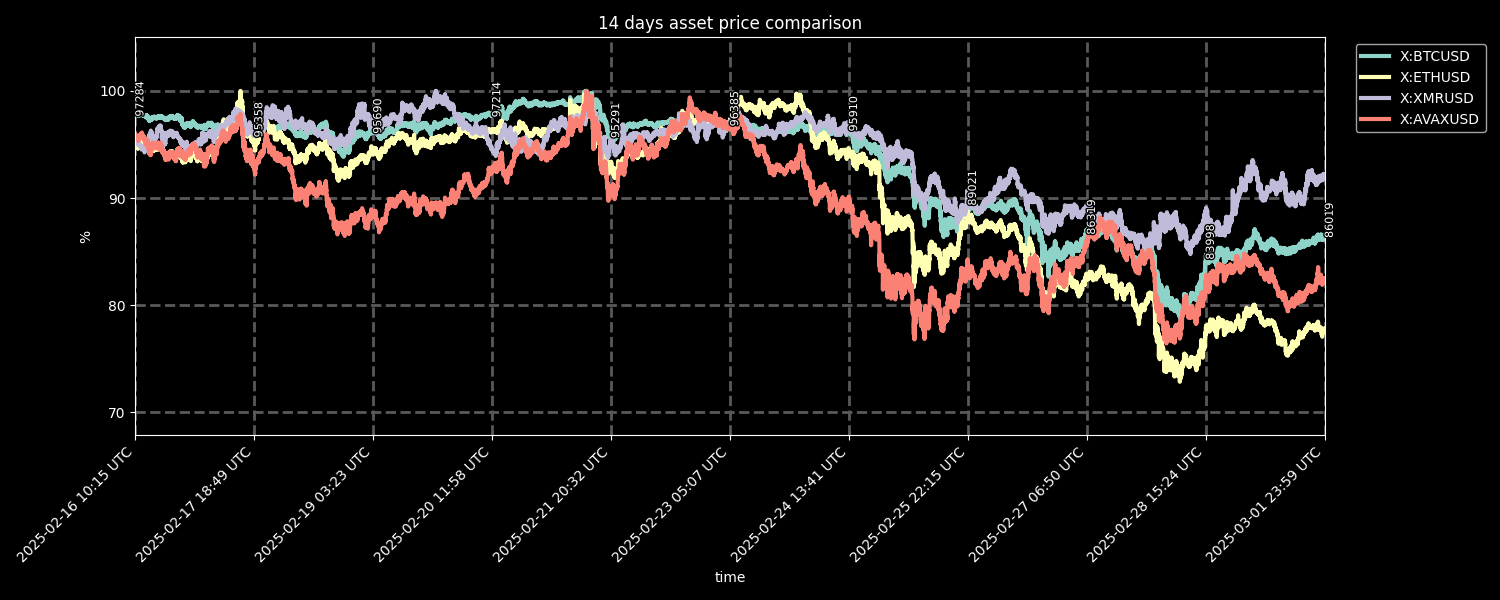 14 days asset price comparison
X:BTCUSD
X:ETHUSD
X:XMRUSD
X:AVAXUSD
%
100
90
80
70
97284
95358
95690
97214
95291
96385
95910
89021
86319
83998
86019
2025-02-16 10:15 UTC
2025-02-17 18:49 UTC
2025-02-19 03:23 UTC
2025-02-20 11:58 UTC
2025-02-21 20:32 UTC
2025-02-23 05:07 UTC
2025-02-24 13:41 UTC
2025-02-25 22:15 UTC
2025-02-27 06:50 UTC
2025-02-28 15:24 UTC
2025-03-01 23:59 UTC
time